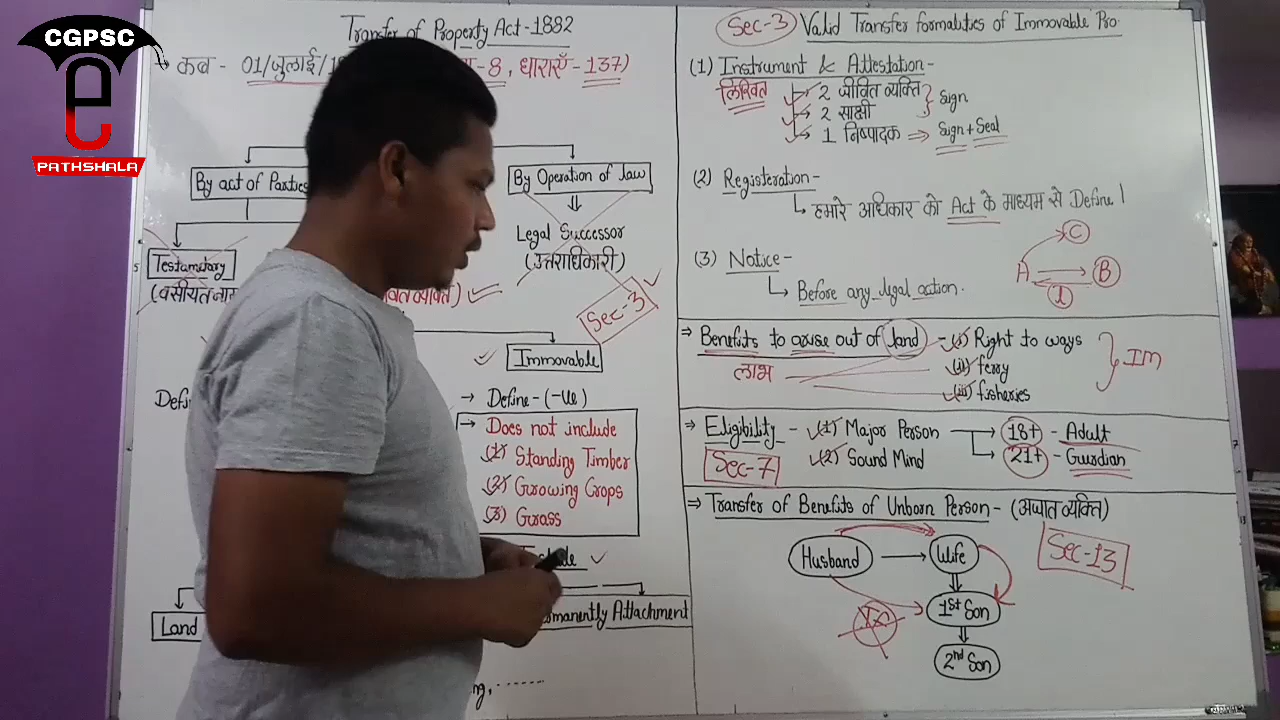 CGPSC
PATHSHALA
Transfer of Property Act-1882
कब - 01/जुलाई/
-8, धाराएँ-137)
By act of Parties
By Operation of law
Legal Successor
(उत्तराधिकारी)
Testamentary
(वसीयतनाम
व्यक्ति)
Sec-3
Immovable
Define-(-ve)
Does not include
(1) Standing Timber
(2) Gurowing Crops
(3) Gurass
Land
Attachment
Sec-3 Valid Transfer formalities of Immovable Pro.
(1) Instrument & Attestation-
लिखित
2 जीवित व्यक्ति
2 साक्षी
Sign
1 निष्पादक ⇒ Sign + Seal
(2) Registeration-
हमारे अधिकार को Act के माध्यम से Define।
(3) Notice-
Before any legal action.
A B C
1
⇒ Benefits to arise out of land - (i) Right to ways
लाभ
(ii) ferry
(iii) fisheries
IM
⇒ Eligibility - (1) Major Person
18+ - Adult
21+ - Guurdian
Sec-7
(2) Sound Mind
⇒ Transfer of Benefits of Unborn Person - (अजात व्यक्ति)
Husband
Wife
Sec-13
1st Son
2nd Son